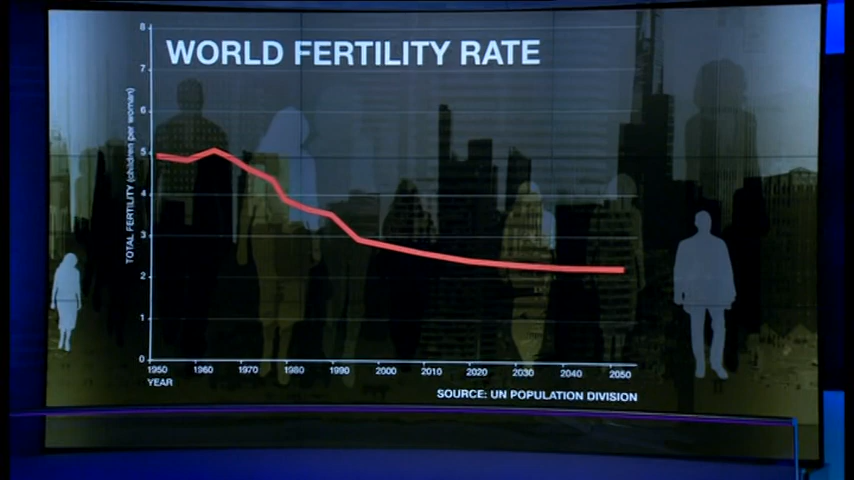 WORLD FERTILITY RATE
TOTAL FERTILITY (children per woman)
8
7
6
5
4
3
2
1
0
1950 1960 1970 1980 1990 2000 2010 2020 2030 2040 2050
YEAR
SOURCE: UN POPULATION DIVISION